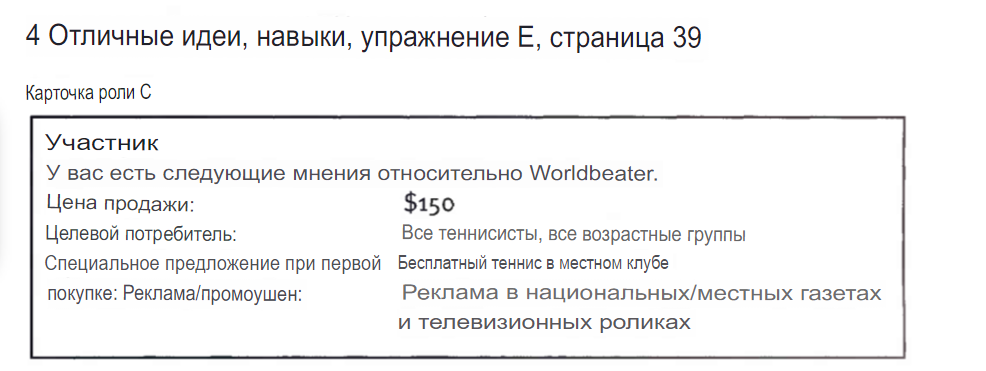 4 Отличные идеи, навыки, упражнение E, страница 39
Карточка роли C
Участник
У вас есть следующие мнения относительно Worldbeater.
Цена продажи: $150
Целевой потребитель: Все теннисисты, все возрастные группы
Специальное предложение при первой Бесплатный теннис в местном клубе
покупке: Реклама/промоушен: Реклама в национальных/местных газетах
и телевизионных роликах